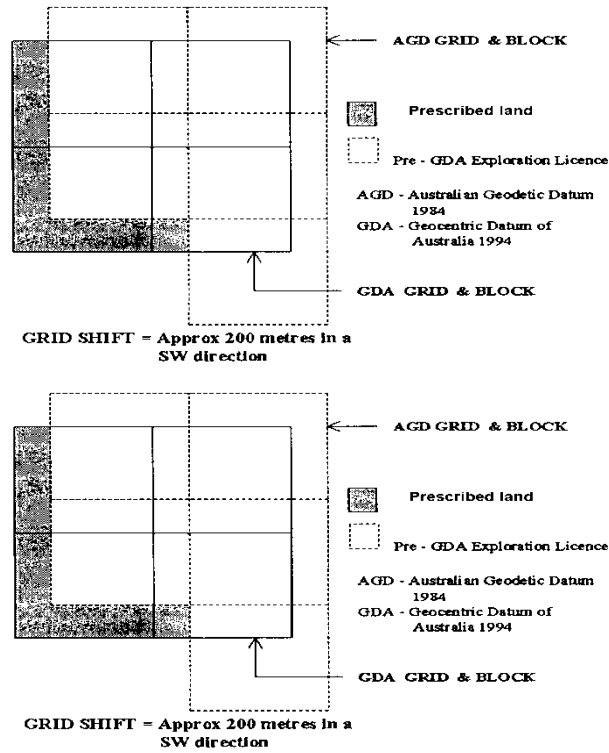 AGD GRID & BLOCK
Prescribed land
Pre - GDA Exploration Licence
AGD - Australian Geodetic Datum
1984
GDA - Geocentric Datum of
Australia 1994
GDA GRID & BLOCK
GRID SHIFT = Approx 200 metres in a
SW direction
AGD GRID & BLOCK
Prescribed land
Pre - GDA Exploration Licence
AGD - Australian Geodetic Datum
1984
GDA - Geocentric Datum of
Australia 1994
GDA GRID & BLOCK
GRID SHIFT = Approx 200 metres in a
SW direction